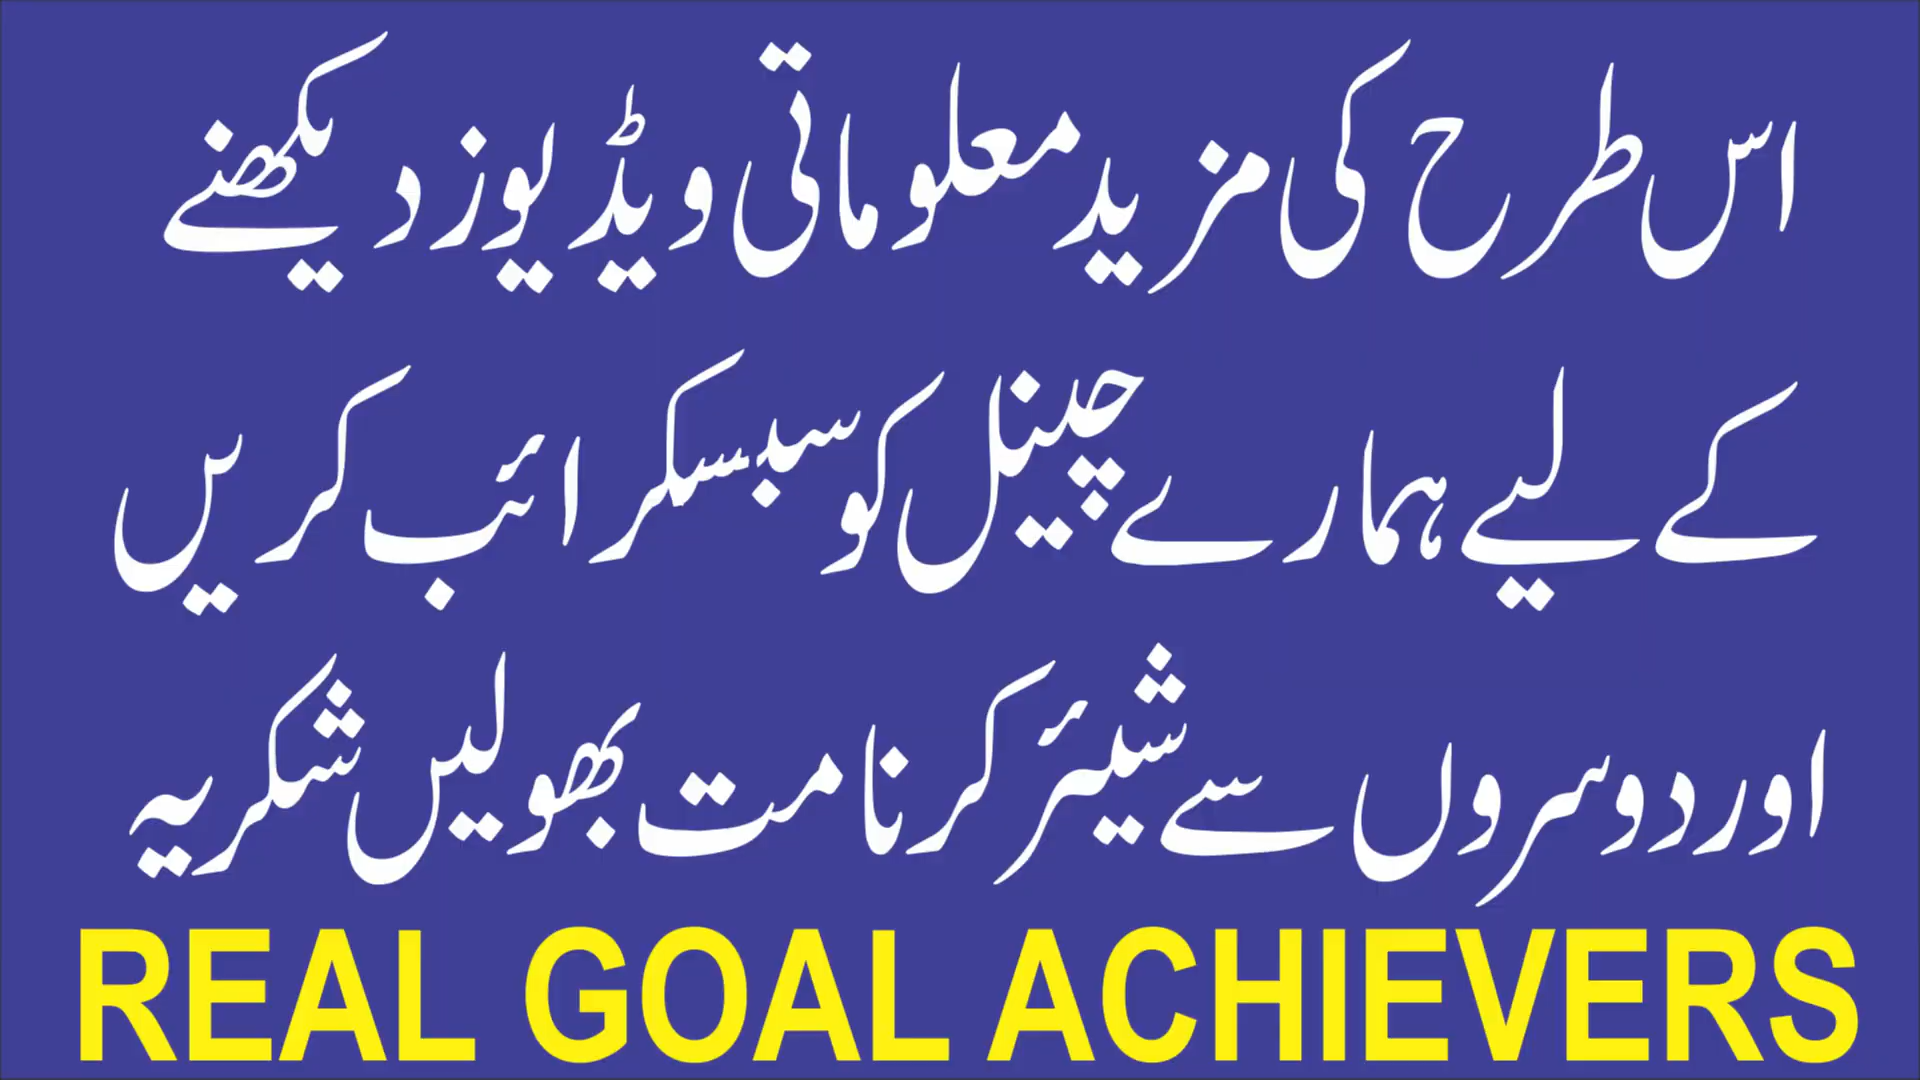 اس طرح کی مزید معلوماتی ویڈیوز دیکھنے
کے لیے ہمارے چینل کو سبسکرائب کریں
اور دوسروں سے شیئر کرنا مت بھولیں شکریہ
REAL GOAL ACHIEVERS